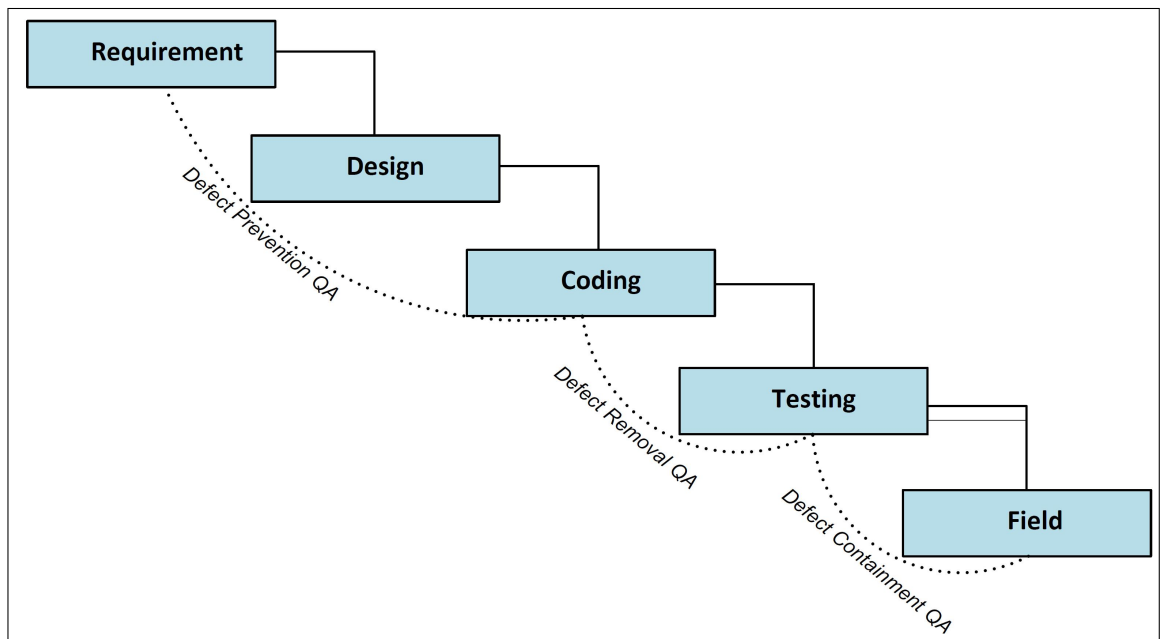 Requirement
Design
Defect Prevention QA
Coding
Defect Removal QA
Testing
Defect Containment QA
Field